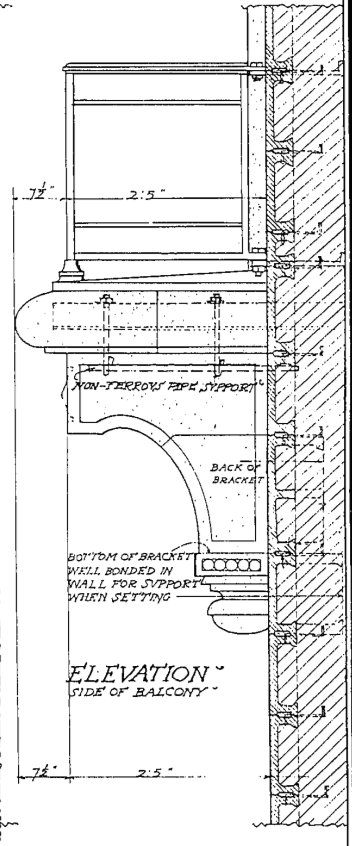 7½" 2'5"
NON-FERROUS PIPE SUPPORT
BACK OF
BRACKET
BOTTOM OF BRACKET
WELL BONDED IN
WALL FOR SUPPORT
WHEN SETTING
ELEVATION
SIDE OF BALCONY
7½" 2'5"